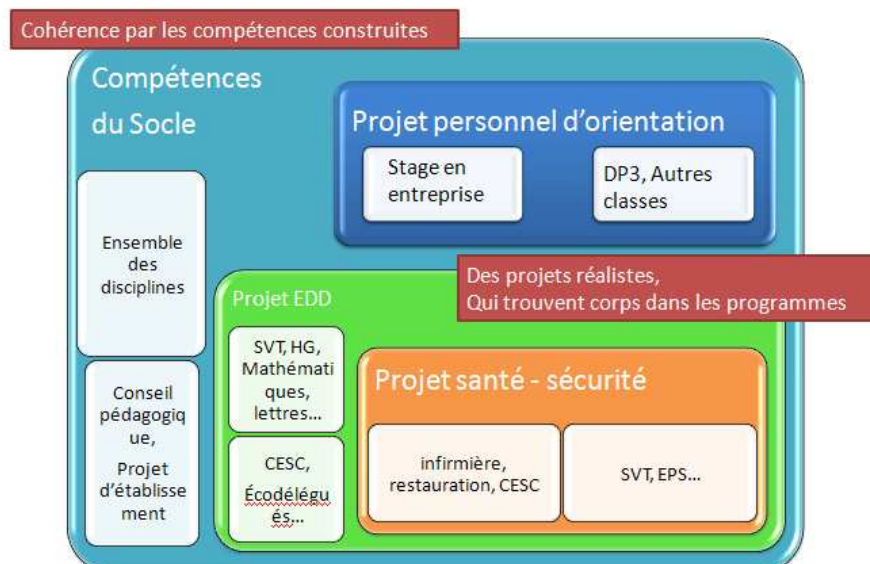 Cohérence par les compétences construites
Compétences
du Socle
Projet personnel d'orientation
Stage en
entreprise
DP3, Autres
classes
Ensemble
des
disciplines
Des projets réalistes,
Qui trouvent corps dans les programmes
Projet EDD
SVT, HG,
Mathémati
ques,
lettres...
Projet santé - sécurité
Conseil
pédagogiq
ue,
Projet
d'établisse
ment
CESC,
Écodélégu
és...
infirmière,
restauration, CESC
SVT, EPS...